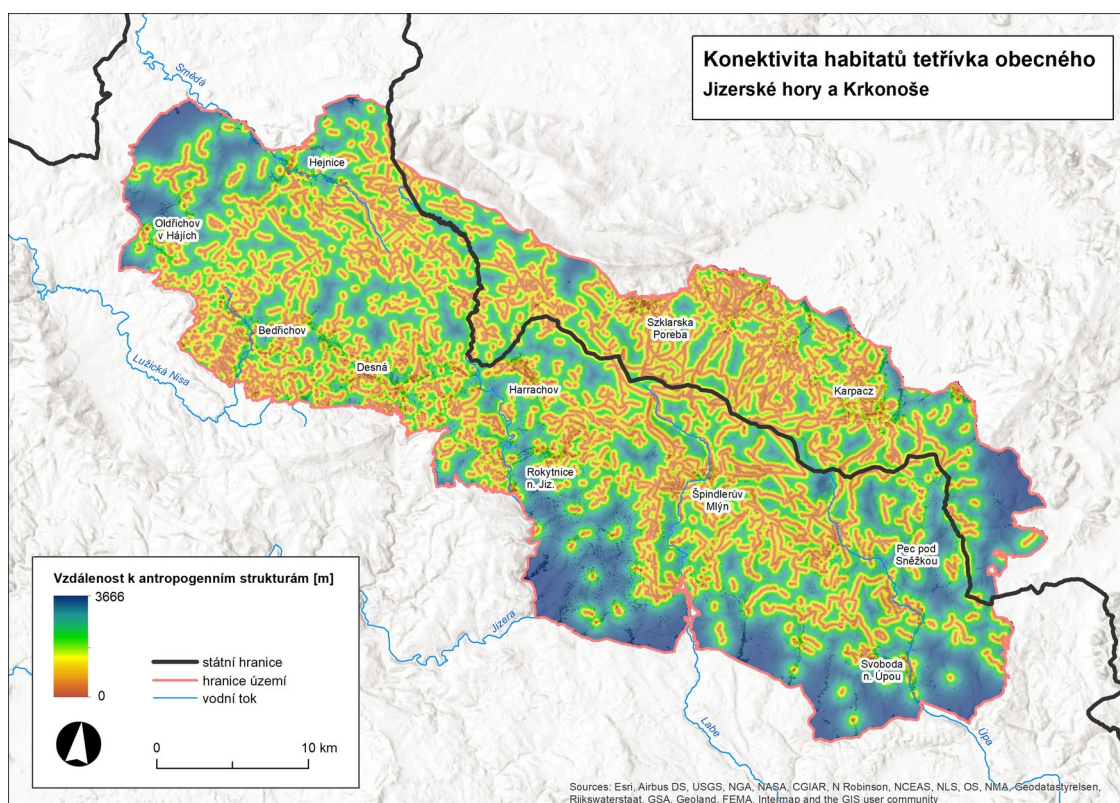 Konektivita habitatů tetřívka obecného
Jizerské hory a Krkonoše
Smědá
Hejnice
Oldřichov
v Hájích
Bedřichov
Lužická Nisa
Desná
Szklarska
Poreba
Harrachov
Karpacz
Rokytnice
n. Jiz.
Špindlerův
Mlýn
Pec pod
Sněžkou
Jizera
Svoboda
n. Úpou
Labe
Úpa
Vzdálenost k antropogenním strukturám [m]
3666
0
státní hranice
hranice území
vodní tok
0
10 km
Sources: Esri, Airbus DS, USGS, NGA, NASA, CGIAR, N Robinson, NCEAS, NLS, OS, NMA, Geodatastyrelsen,
Rijkswaterstaat, GSA, Geoland, FEMA, Intermap and the GIS user community